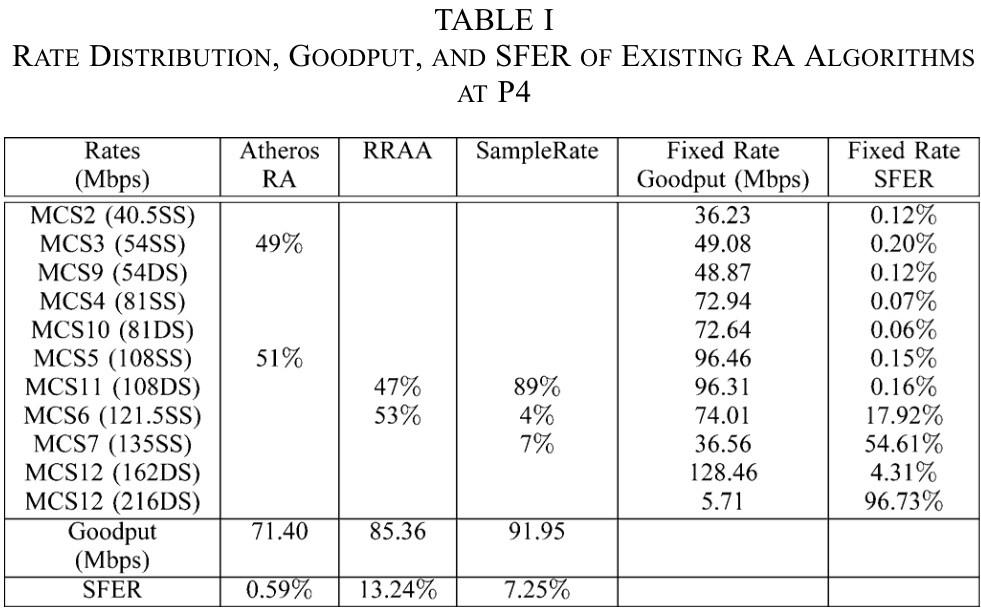 TABLE I
RATE DISTRIBUTION, GOODPUT, AND SFER OF EXISTING RA ALGORITHMS
AT P4
Rates Atheros RRAA SampleRate Fixed Rate Fixed Rate
(Mbps) RA Goodput (Mbps) SFER
MCS2 (40.5SS) 36.23 0.12%
MCS3 (54SS) 49% 49.08 0.20%
MCS9 (54DS) 48.87 0.12%
MCS4 (81SS) 72.94 0.07%
MCS10 (81DS) 72.64 0.06%
MCS5 (108SS) 51% 96.46 0.15%
MCS11 (108DS) 47% 89% 96.31 0.16%
MCS6 (121.5SS) 53% 4% 74.01 17.92%
MCS7 (135SS) 7% 36.56 54.61%
MCS12 (162DS) 128.46 4.31%
MCS12 (216DS) 5.71 96.73%
Goodput 71.40 85.36 91.95
(Mbps)
SFER 0.59% 13.24% 7.25%